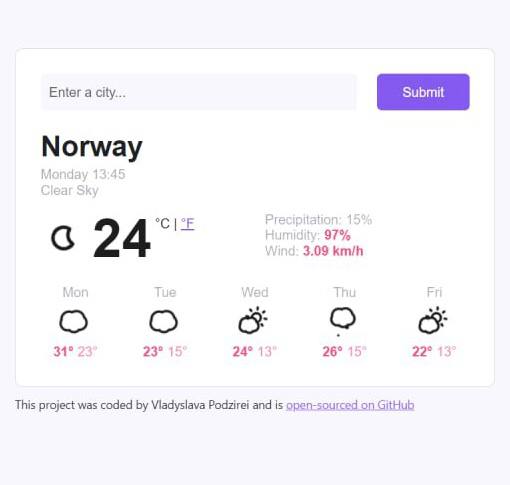 Enter a city...
Submit
Norway
Monday 13:45
Clear Sky
24 °C | °F
Precipitation: 15%
Humidity: 97%
Wind: 3.09 km/h
Mon Tue Wed Thu Fri
31° 23° 23° 15° 24° 13° 26° 15° 22° 13°
This project was coded by Vladyslava Podzirei and is open-sourced on GitHub